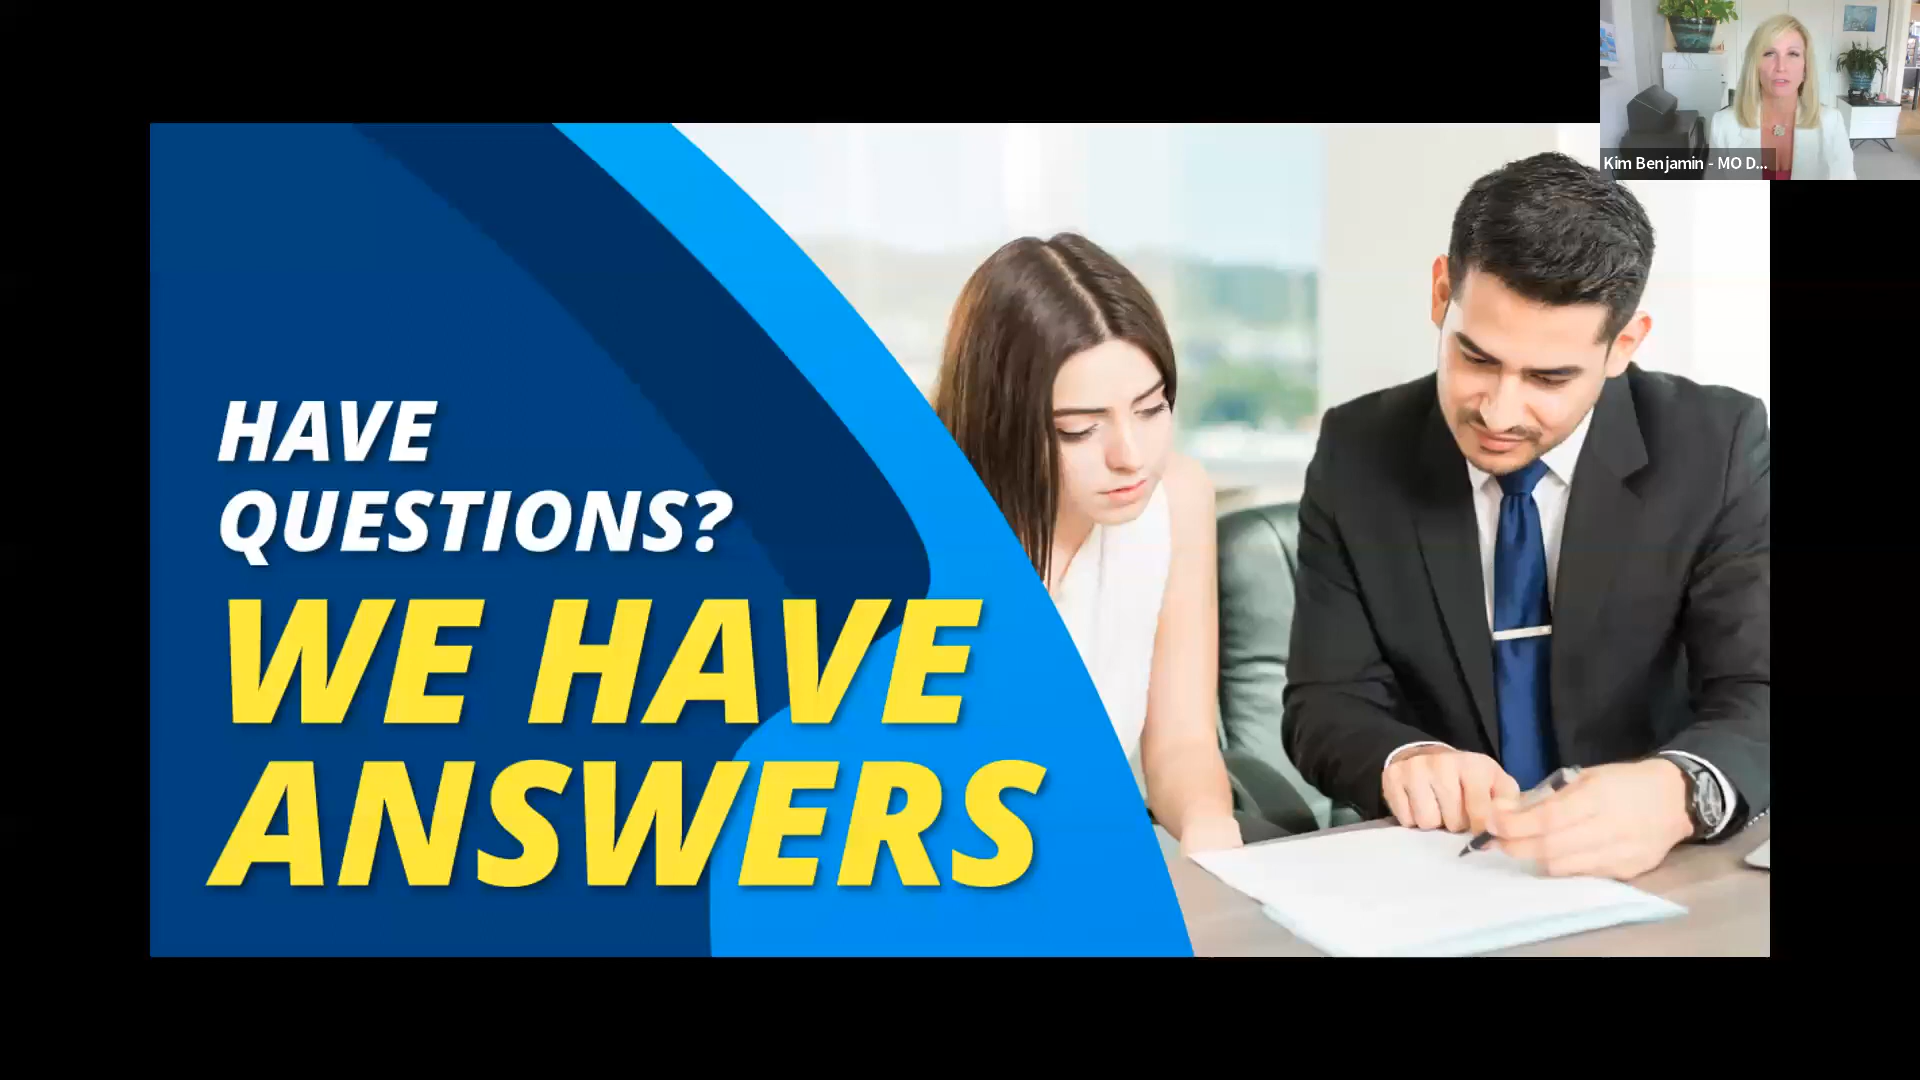 Kim Benjamin - MO D...
HAVE
QUESTIONS?
WE HAVE
ANSWERS